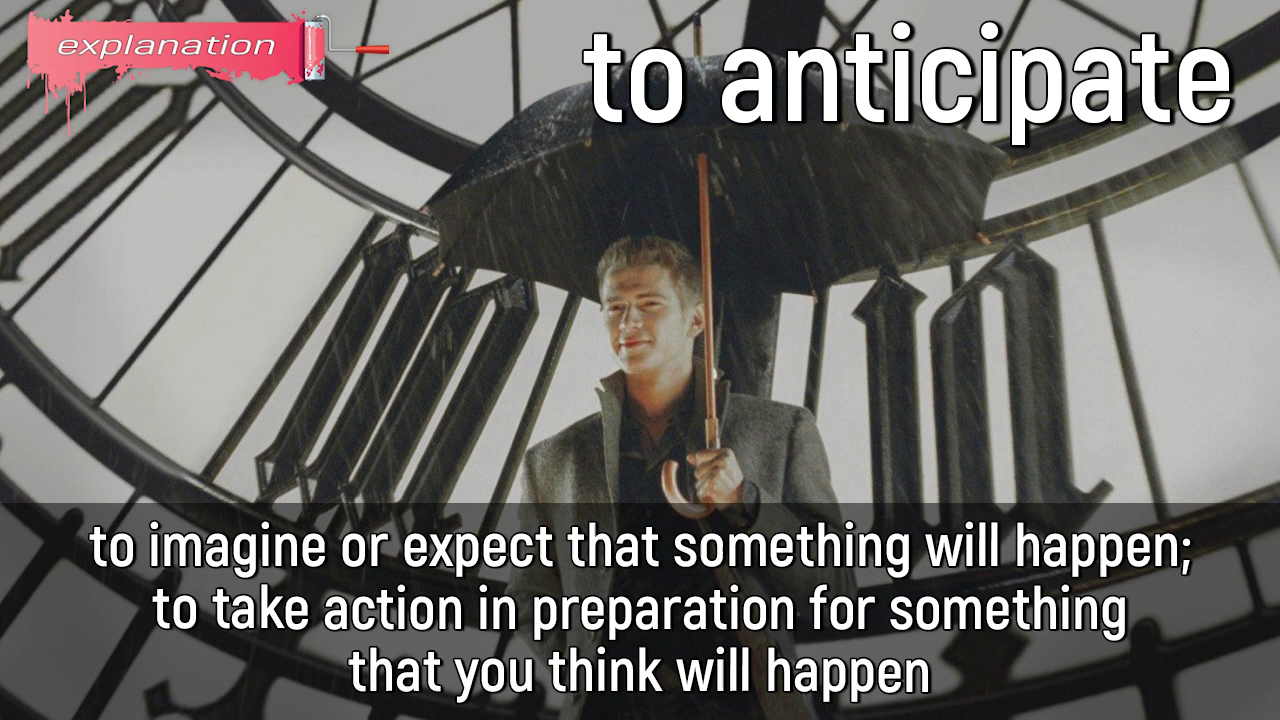 explanation
to anticipate
to imagine or expect that something will happen;
to take action in preparation for something
that you think will happen